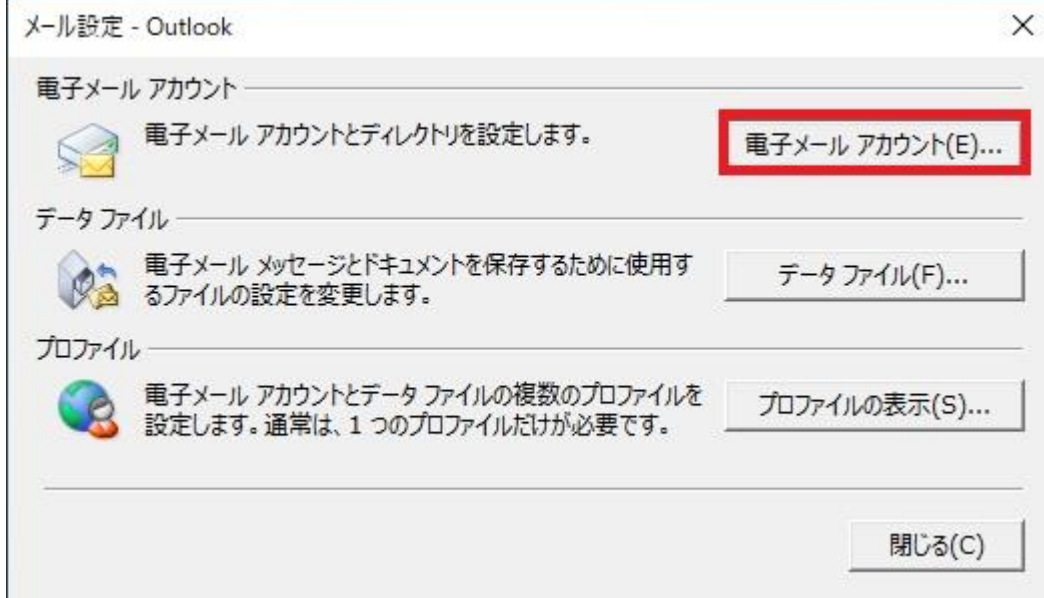 メール設定 - Outlook
電子メール アカウント
電子メール アカウントとディレクトリを設定します。
電子メール アカウント(E)...
データ ファイル
電子メール メッセージとドキュメントを保存するために使用す
るファイルの設定を変更します。
データ ファイル(F)...
プロファイル
電子メール アカウントとデータ ファイルの複数のプロファイルを
設定します。通常は、1 つのプロファイルだけが必要です。
プロファイルの表示(S)...
閉じる(C)